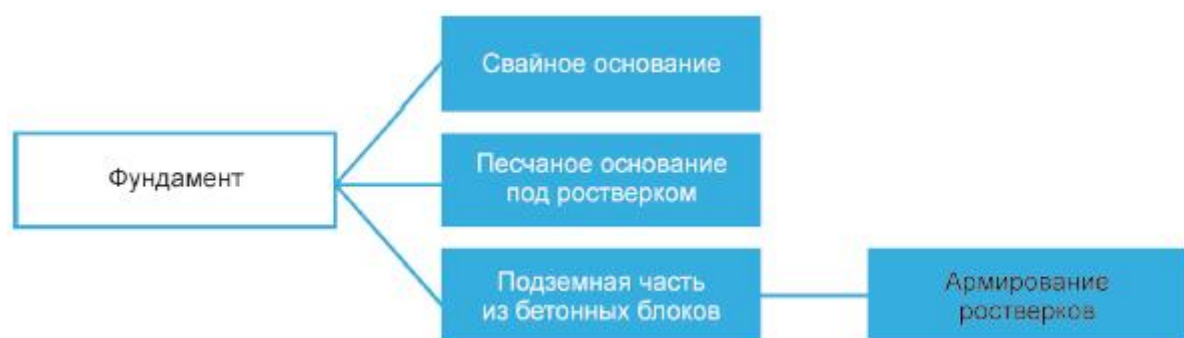 Свайное основание
Фундамент
Песчаное основание
под ростверком
Подземная часть
из бетонных блоков
Армирование
ростверков